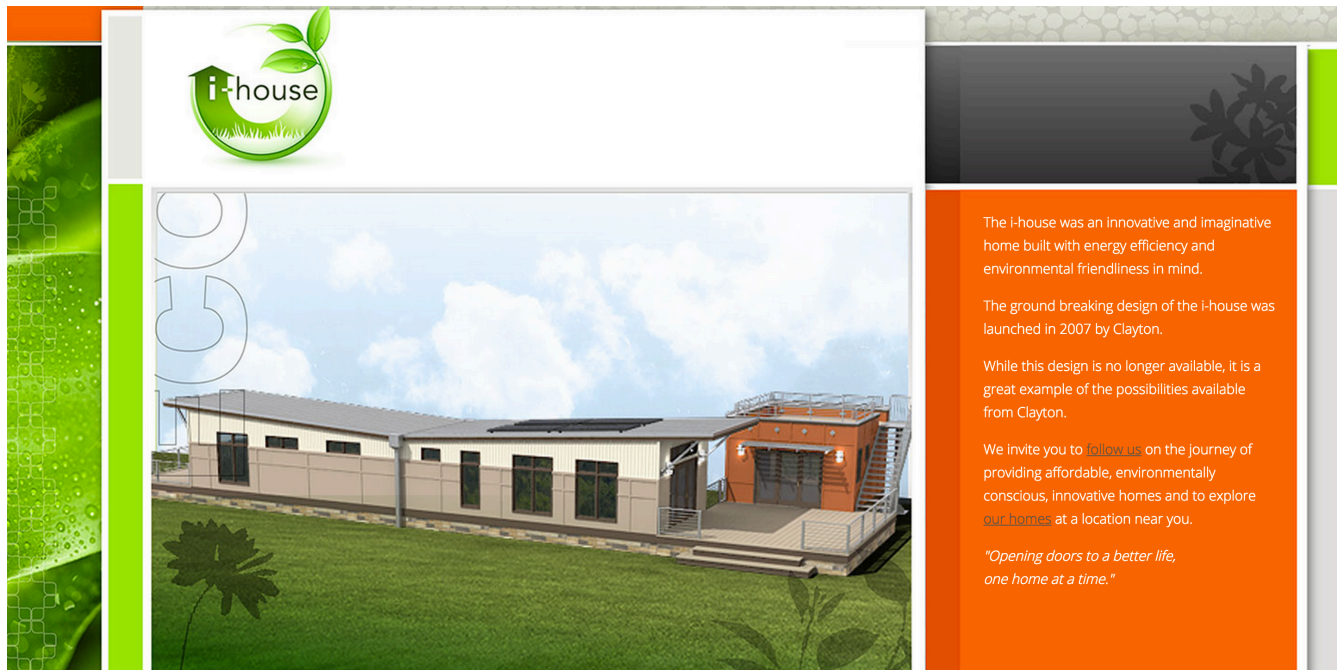 i-house
The i-house was an innovative and imaginative
home built with energy efficiency and
environmental friendliness in mind.
The ground breaking design of the i-house was
launched in 2007 by Clayton.
While this design is no longer available, it is a
great example of the possibilities available
from Clayton.
We invite you to follow us on the journey of
providing affordable, environmentally
conscious, innovative homes and to explore
our homes at a location near you.
"Opening doors to a better life,
one home at a time."